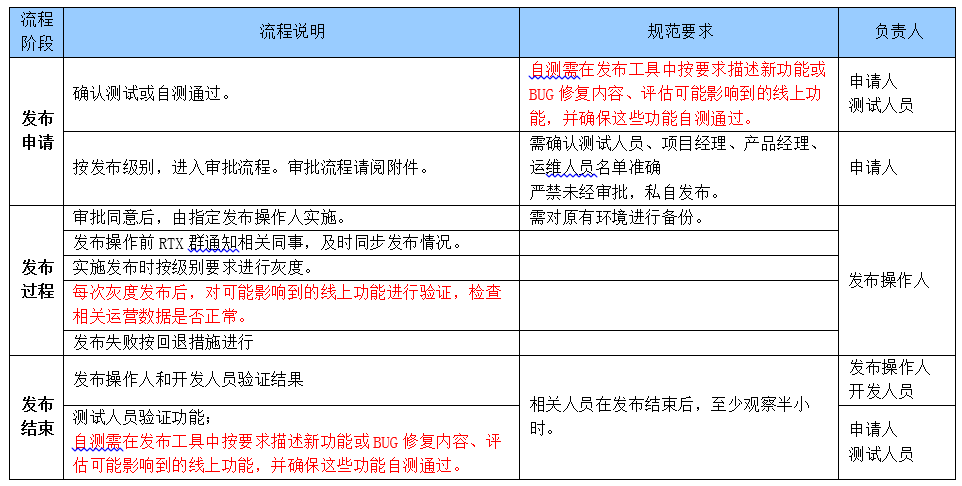 流程
阶段
流程说明
规范要求
负责人
发布
申请
确认测试或自测通过。
自测需在发布工具中按要求描述新功能或
BUG 修复内容、评估可能影响到的线上功
能，并确保这些功能自测通过。
申请人
测试人员
按发布级别，进入审批流程。审批流程请阅附件。
需确认测试人员、项目经理、产品经理、
运维人员名单准确
严禁未经审批，私自发布。
申请人
发布
过程
审批同意后，由指定发布操作人实施。
需对原有环境进行备份。
发布操作前 RTX 群通知相关同事，及时同步发布情况。
实施发布时按级别要求进行灰度。
每次灰度发布后，对可能影响到的线上功能进行验证，检查
相关运营数据是否正常。
发布失败按回退措施进行
发布操作人
发布
结束
发布操作人和开发人员验证结果
相关人员在发布结束后，至少观察半小
时。
发布操作人
开发人员
测试人员验证功能；
自测需在发布工具中按要求描述新功能或 BUG 修复内容、评
估可能影响到的线上功能，并确保这些功能自测通过。
申请人
测试人员